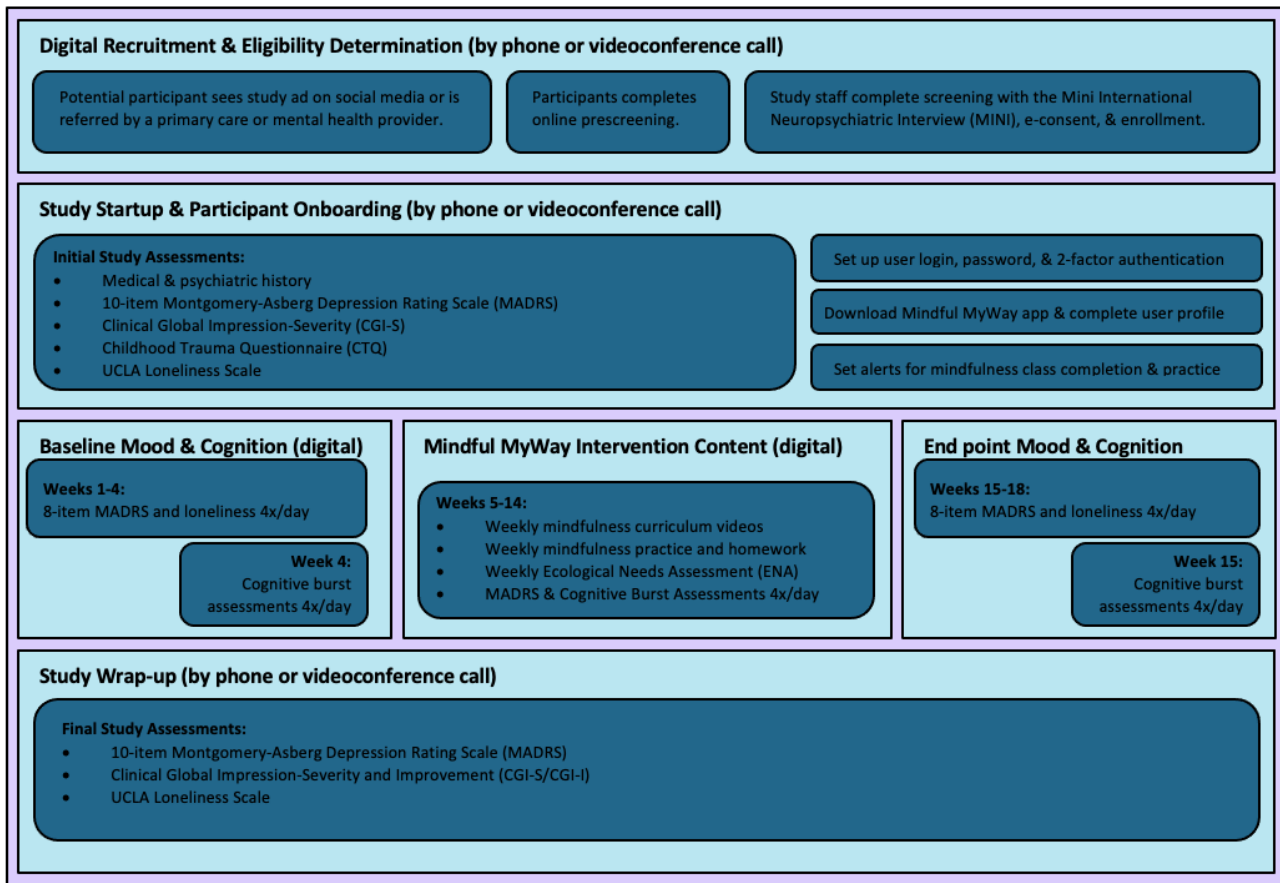 Digital Recruitment & Eligibility Determination (by phone or videoconference call)
Potential participant sees study ad on social media or is
referred by a primary care or mental health provider.
Participants completes
online prescreening.
Study staff complete screening with the Mini International
Neuropsychiatric Interview (MINI), e-consent, & enrollment.
Study Startup & Participant Onboarding (by phone or videoconference call)
Initial Study Assessments:
• Medical & psychiatric history
• 10-item Montgomery-Asberg Depression Rating Scale (MADRS)
• Clinical Global Impression-Severity (CGI-S)
• Childhood Trauma Questionnaire (CTQ)
• UCLA Loneliness Scale
Set up user login, password, & 2-factor authentication
Download Mindful MyWay app & complete user profile
Set alerts for mindfulness class completion & practice
Baseline Mood & Cognition (digital)
Weeks 1-4:
8-item MADRS and loneliness 4x/day
Week 4:
Cognitive burst
assessments 4x/day
Mindful MyWay Intervention Content (digital)
Weeks 5-14:
• Weekly mindfulness curriculum videos
• Weekly mindfulness practice and homework
• Weekly Ecological Needs Assessment (ENA)
• MADRS & Cognitive Burst Assessments 4x/day
End point Mood & Cognition
Weeks 15-18:
8-item MADRS and loneliness 4x/day
Week 15:
Cognitive burst
assessments 4x/day
Study Wrap-up (by phone or videoconference call)
Final Study Assessments:
• 10-item Montgomery-Asberg Depression Rating Scale (MADRS)
• Clinical Global Impression-Severity and Improvement (CGI-S/CGI-I)
• UCLA Loneliness Scale